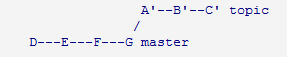 A'--B'--C' topic
/
D---E---F---G master